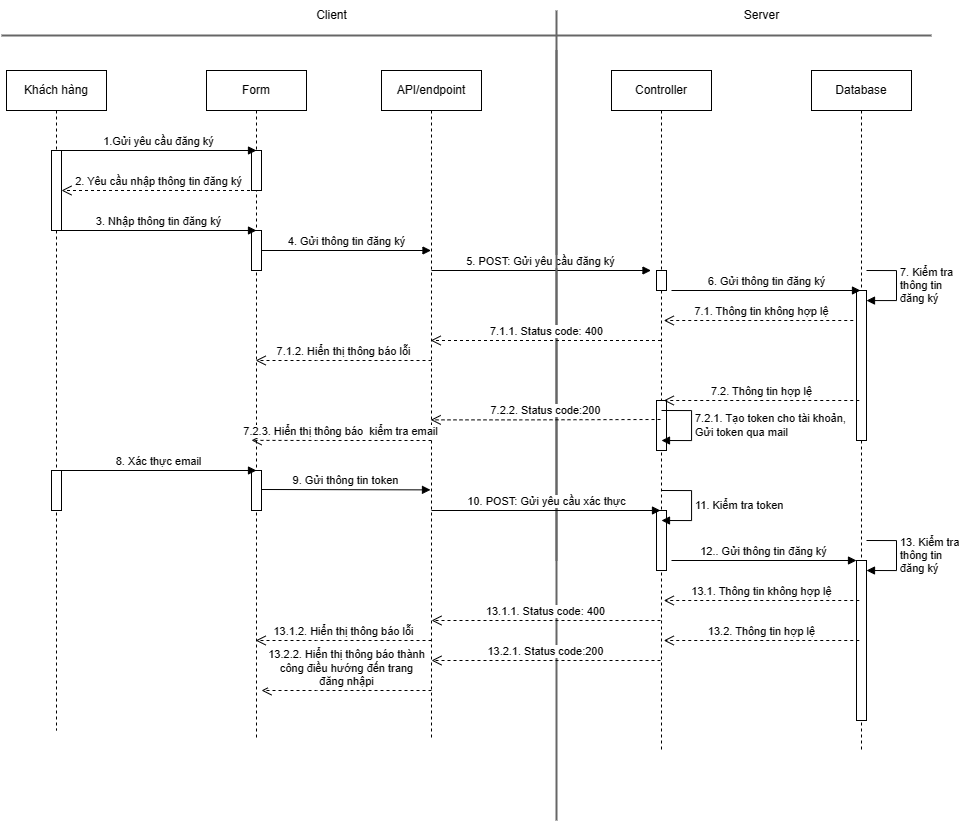 Client
Server
Khách hàng
Form
API/endpoint
Controller
Database
1.Gửi yêu cầu đăng ký
2. Yêu cầu nhập thông tin đăng ký
3. Nhập thông tin đăng ký
4. Gửi thông tin đăng ký
5. POST: Gửi yêu cầu đăng ký
6. Gửi thông tin đăng ký
7. Kiểm tra
thông tin
đăng ký
7.1. Thông tin không hợp lệ
7.1.1. Status code: 400
7.1.2. Hiển thị thông báo lỗi
7.2. Thông tin hợp lệ
7.2.1. Tạo token cho tài khoản,
Gửi token qua mail
7.2.2. Status code:200
7.2.3. Hiển thị thông báo kiểm tra email
8. Xác thực email
9. Gửi thông tin token
10. POST: Gửi yêu cầu xác thực
11. Kiểm tra token
12.. Gửi thông tin đăng ký
13. Kiểm tra
thông tin
đăng ký
13.1. Thông tin không hợp lệ
13.1.1. Status code: 400
13.1.2. Hiển thị thông báo lỗi
13.2. Thông tin hợp lệ
13.2.1. Status code:200
13.2.2. Hiển thị thông báo thành
công điều hướng đến trang
đăng nhậpi